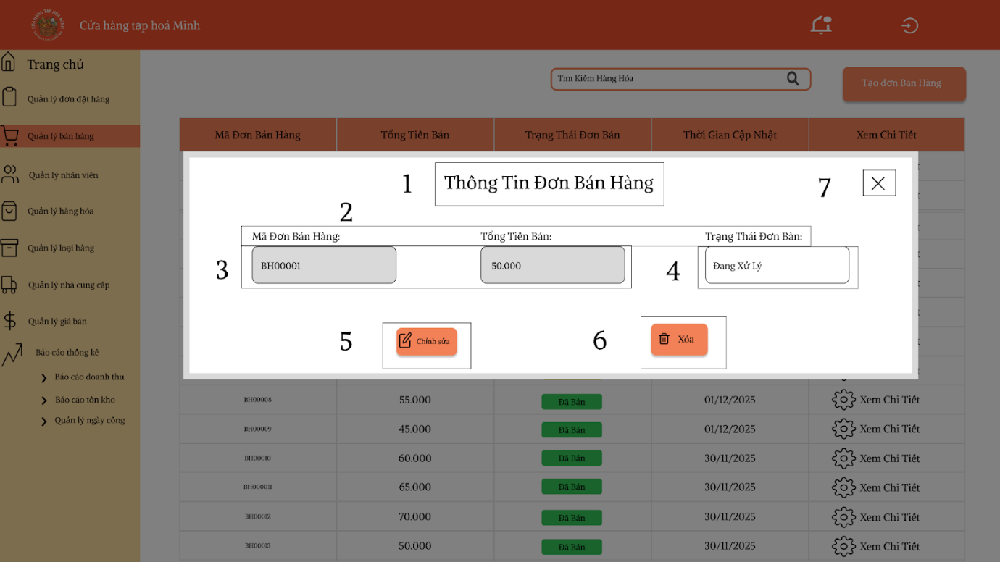 CỬA HÀNG TẠP HÓA MINH
Cửa hàng tạp hoá Minh
Trang chủ
Quản lý đơn đặt hàng
Quản lý bán hàng
Quản lý nhân viên
Quản lý hàng hóa
Quản lý loại hàng
Quản lý nhà cung cấp
Quản lý giá bán
Báo cáo thống kê
Báo cáo doanh thu
Báo cáo tồn kho
Quản lý ngày công
Tìm Kiếm Hàng Hóa
Tạo đơn Bán Hàng
Mã Đơn Bán Hàng Tổng Tiền Bán Trạng Thái Đơn Bán Thời Gian Cập Nhật Xem Chi Tiết
1 Thông Tin Đơn Bán Hàng 7
2
Mã Đơn Bán Hàng: Tổng Tiền Bán: Trạng Thái Đơn Bàn:
3 BH00001 50.000 4 Đang Xử Lý
5 Chỉnh sửa 6 Xóa
BH00008 55.000 Đã Bán 01/12/2025 Xem Chi Tiết
BH00009 45.000 Đã Bán 01/12/2025 Xem Chi Tiết
BH00010 60.000 Đã Bán 30/11/2025 Xem Chi Tiết
BH000011 65.000 Đã Bán 30/11/2025 Xem Chi Tiết
BH00012 70.000 Đã Bán 30/11/2025 Xem Chi Tiết
BH00013 50.000 Đã Bán 30/11/2025 Xem Chi Tiết